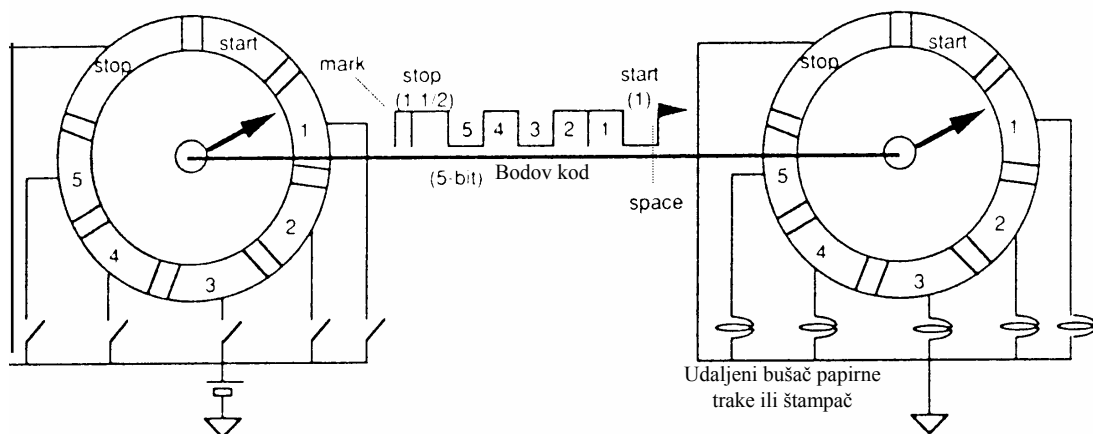 start
stop
1
2
3
4
5
mark
stop
(1 1/2)
start
(1)
5
4
3
2
1
(5-bit)
Bodov kod
space
start
stop
1
2
3
4
5
Udaljeni bušač papirne
trake ili štampač